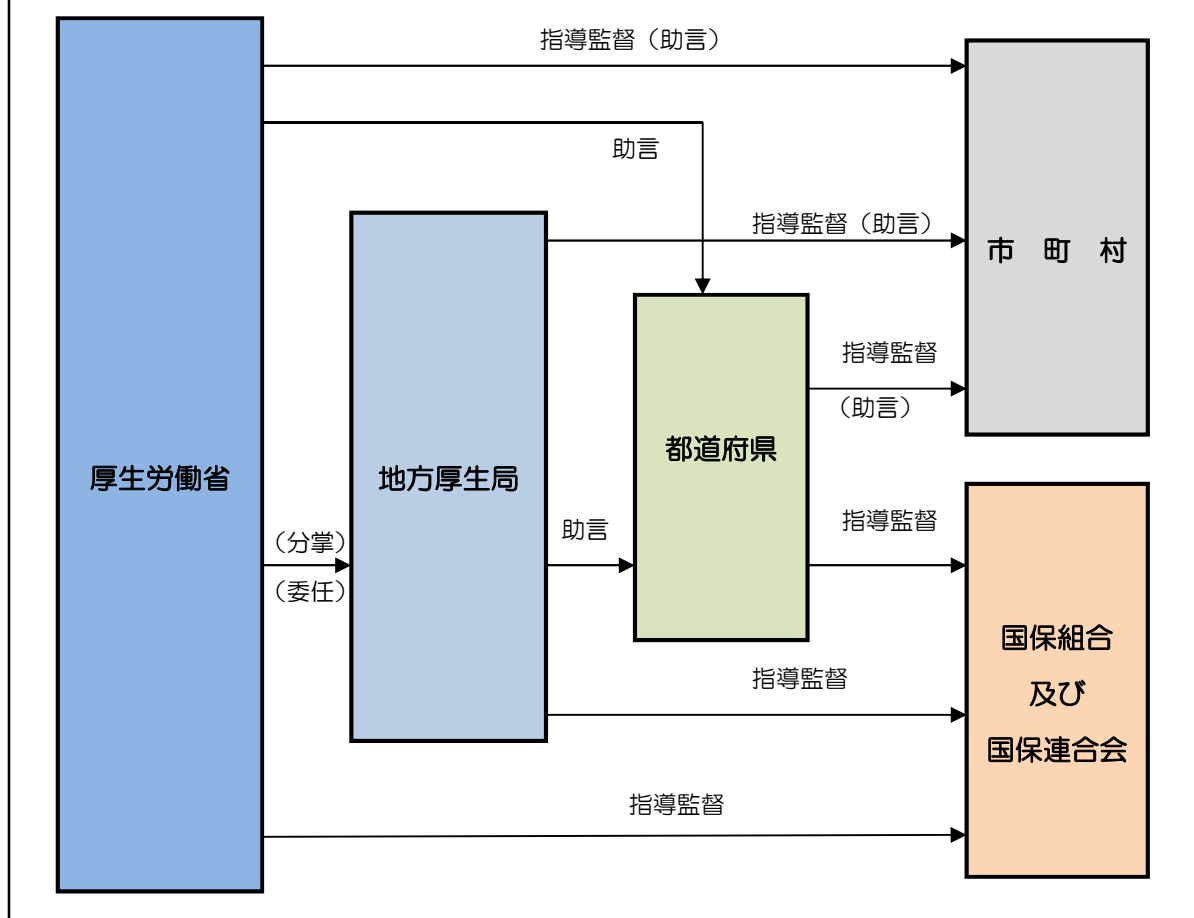 指導監督（助言）
助言
指導監督（助言）
市　町　村
指導監督
（助言）
都道府県
厚生労働省
地方厚生局
（分掌）
（委任）
助言
指導監督
国保組合
及び
国保連合会
指導監督
指導監督